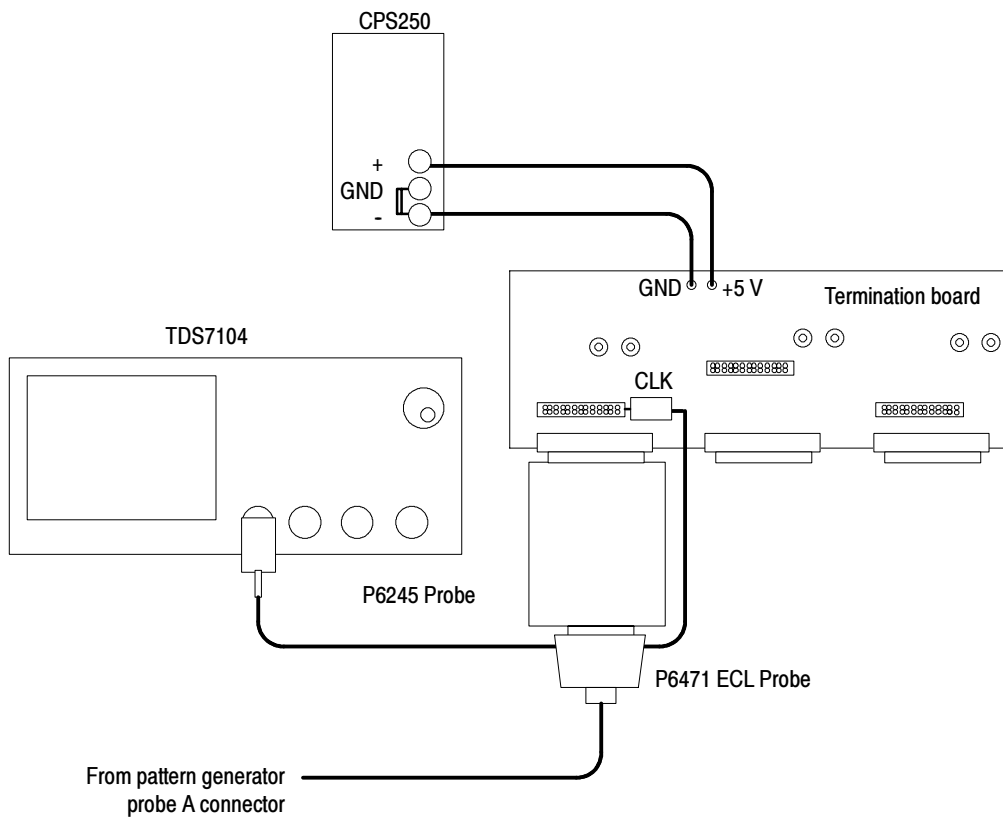 CPS250
+
GND
-
GND
+5 V
Termination board
TDS7104
CLK
P6245 Probe
P6471 ECL Probe
From pattern generator
probe A connector